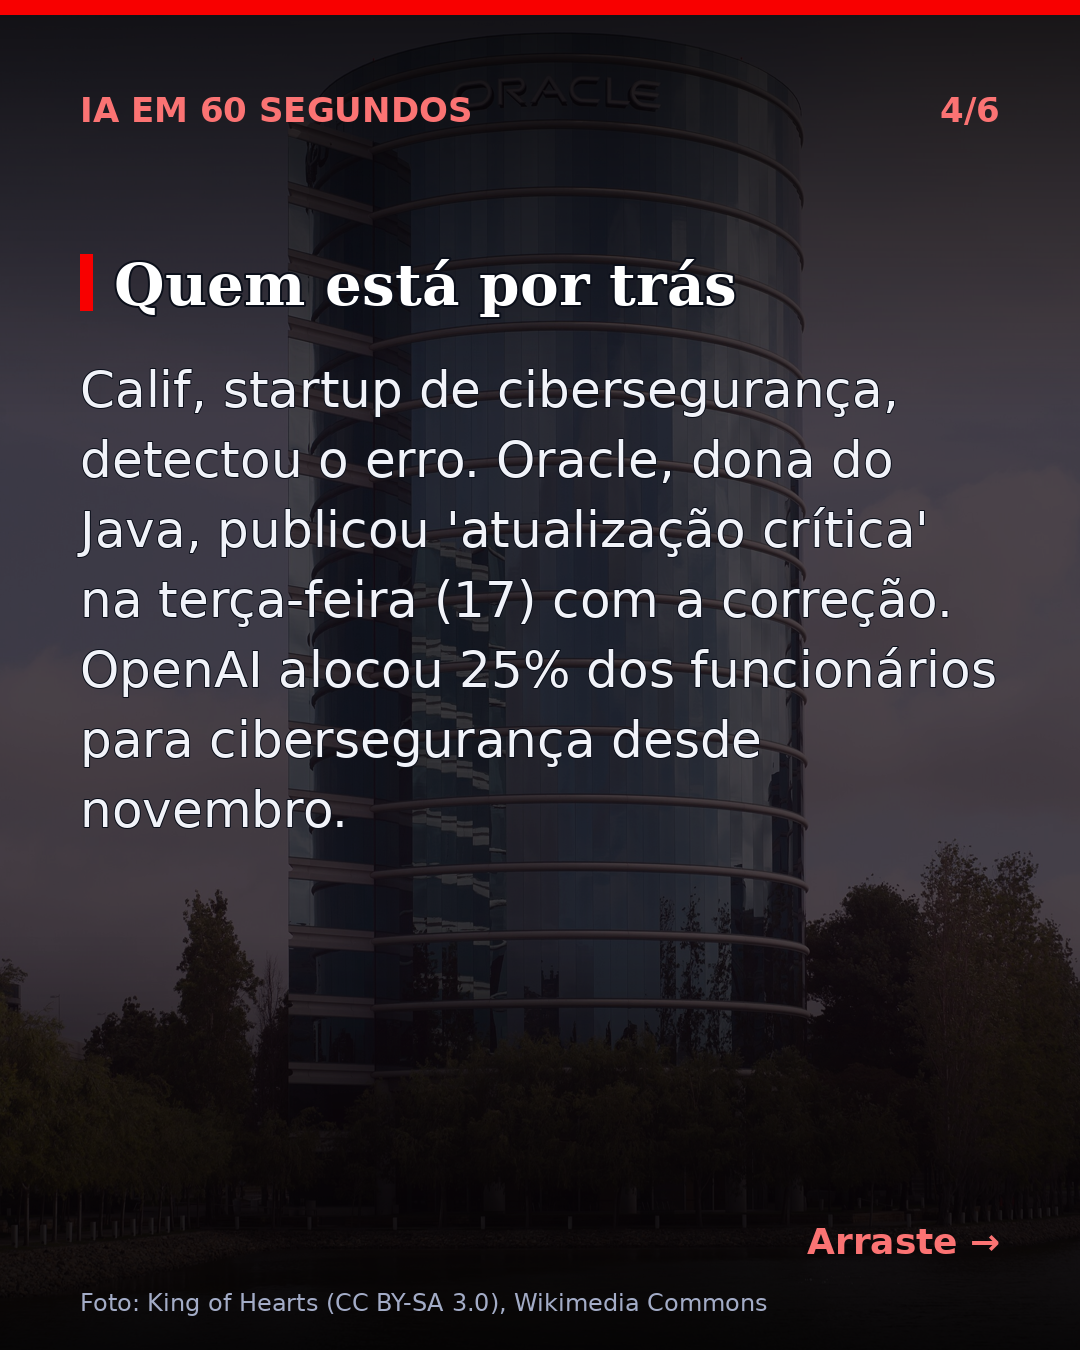 ORACLE
IA EM 60 SEGUNDOS
4/6
Quem está por trás
Calif, startup de cibersegurança,
detectou o erro. Oracle, dona do
Java, publicou 'atualização crítica'
na terça-feira (17) com a correção.
OpenAI alocou 25% dos funcionários
para cibersegurança desde
novembro.
Arraste →
Foto: King of Hearts (CC BY-SA 3.0), Wikimedia Commons